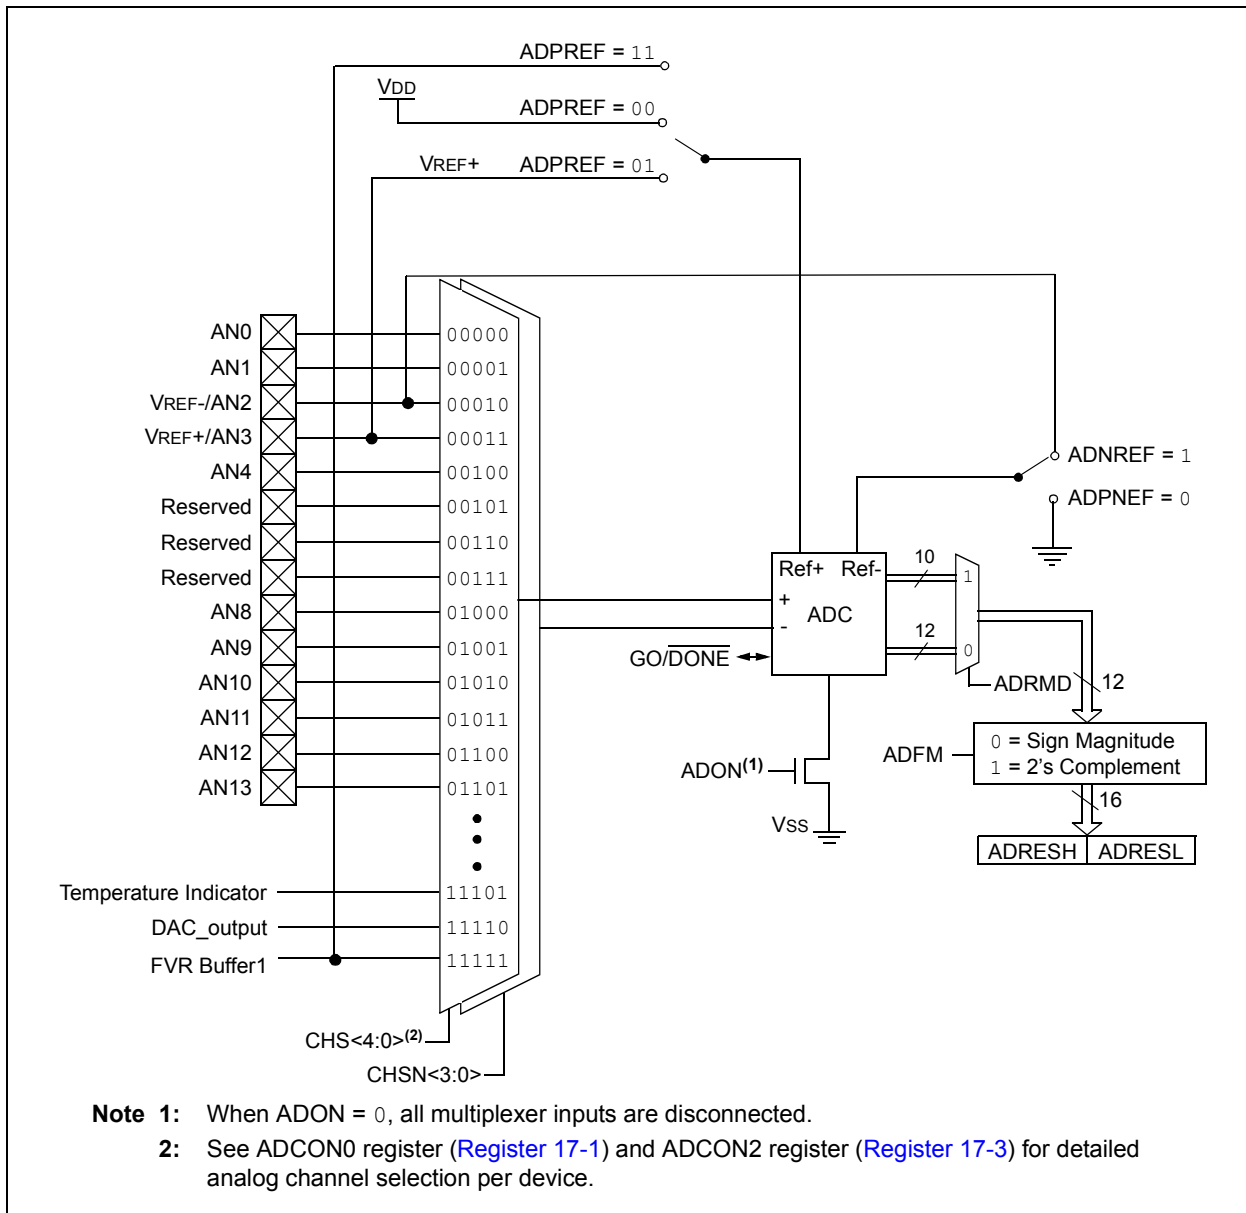 ADPREF = 11
VDD
ADPREF = 00
VREF+ ADPREF = 01
AN0 00000
AN1 00001
VREF-/AN2 00010
VREF+/AN3 00011
AN4 00100
Reserved 00101
Reserved 00110
Reserved 00111
AN8 01000
AN9 01001
AN10 01010
AN11 01011
AN12 01100
AN13 01101
Temperature Indicator 11101
DAC_output 11110
FVR Buffer1 11111
CHS<4:0>(2)
CHSN<3:0>
ADNREF = 1
ADPNEF = 0
Ref+ Ref-
+
ADC
-
GO/DONE
10
12
1
0
ADRMD
12
ADON(1)
VSS
ADFM
0 = Sign Magnitude
1 = 2's Complement
16
ADRESH ADRESL
Note 1: When ADON = 0, all multiplexer inputs are disconnected.
2: See ADCON0 register (Register 17-1) and ADCON2 register (Register 17-3) for detailed
analog channel selection per device.